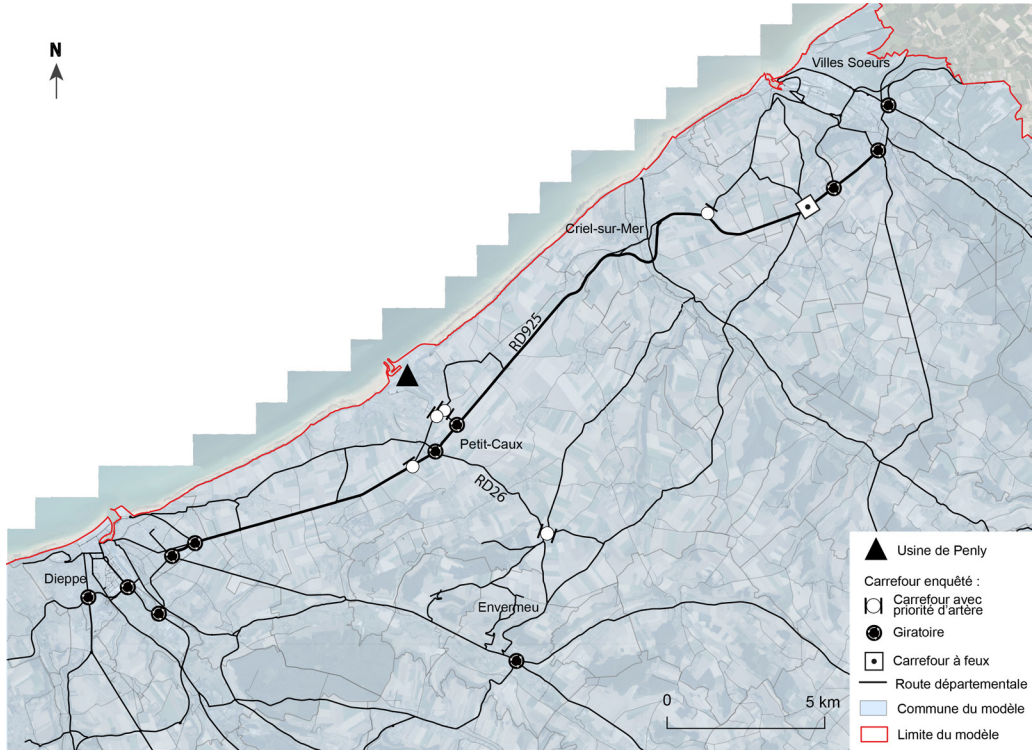 N
Villes Soeurs
Criel-sur-Mer
RD925
Petit-Caux
RD26
Dieppe
Envermeu
0
5 km
Usine de Penly
Carrefour enquêté :
Carrefour avec
priorité d'artère
Giratoire
Carrefour à feux
Route départementale
Commune du modèle
Limite du modèle